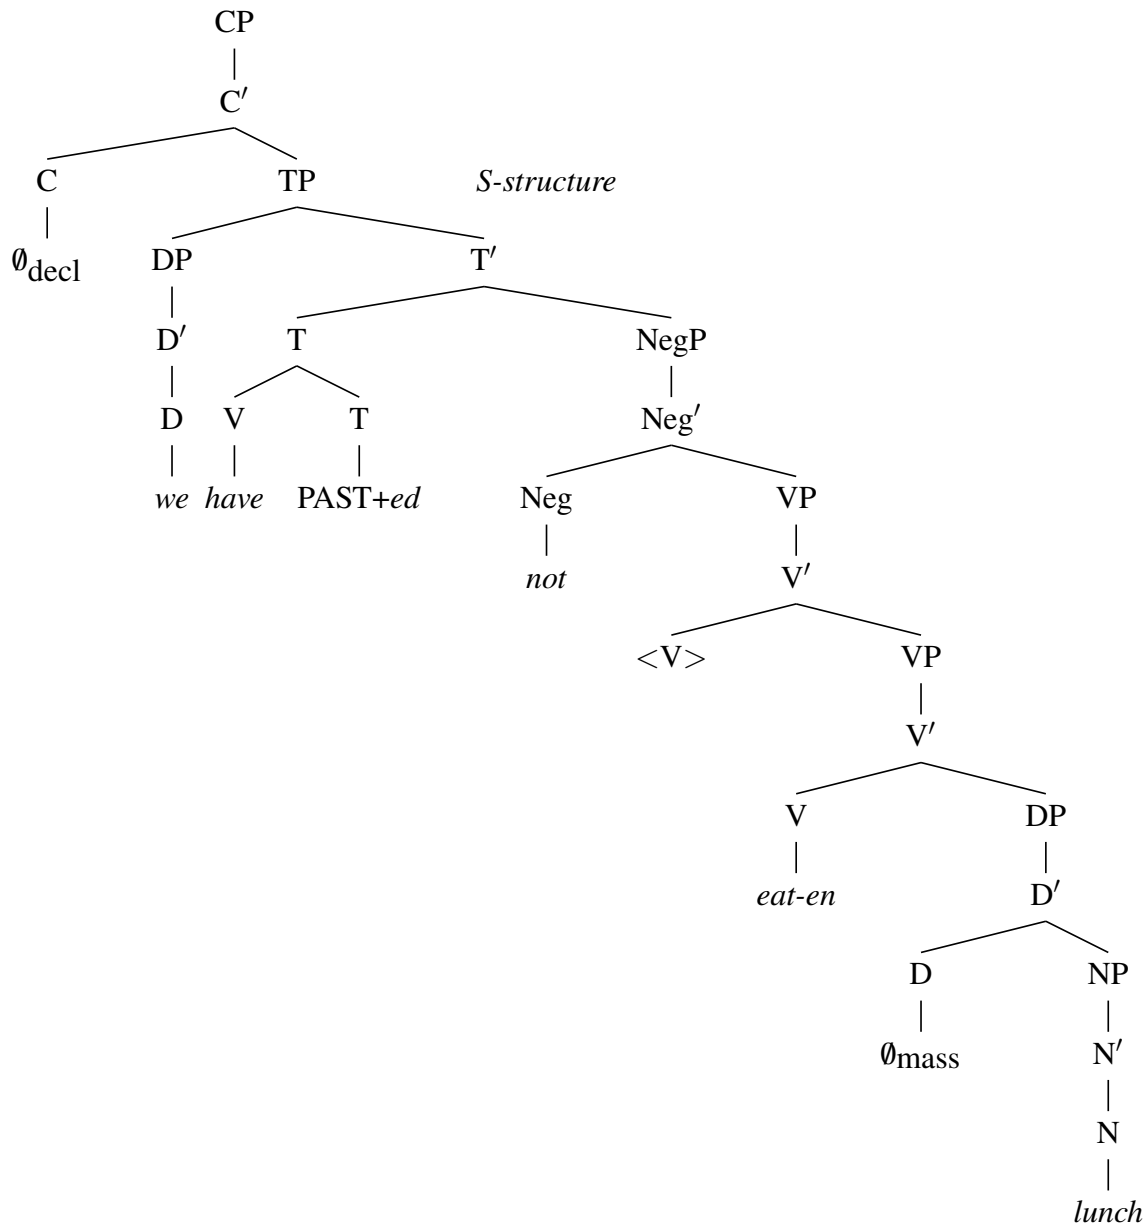 CP
C′
C TP S-structure
∅decl DP T′
D′ T NegP
D V T Neg′
we have PAST+ed Neg VP
not V′
<V> VP
V′
V DP
eat-en D′
D NP
∅mass N′
N
lunch